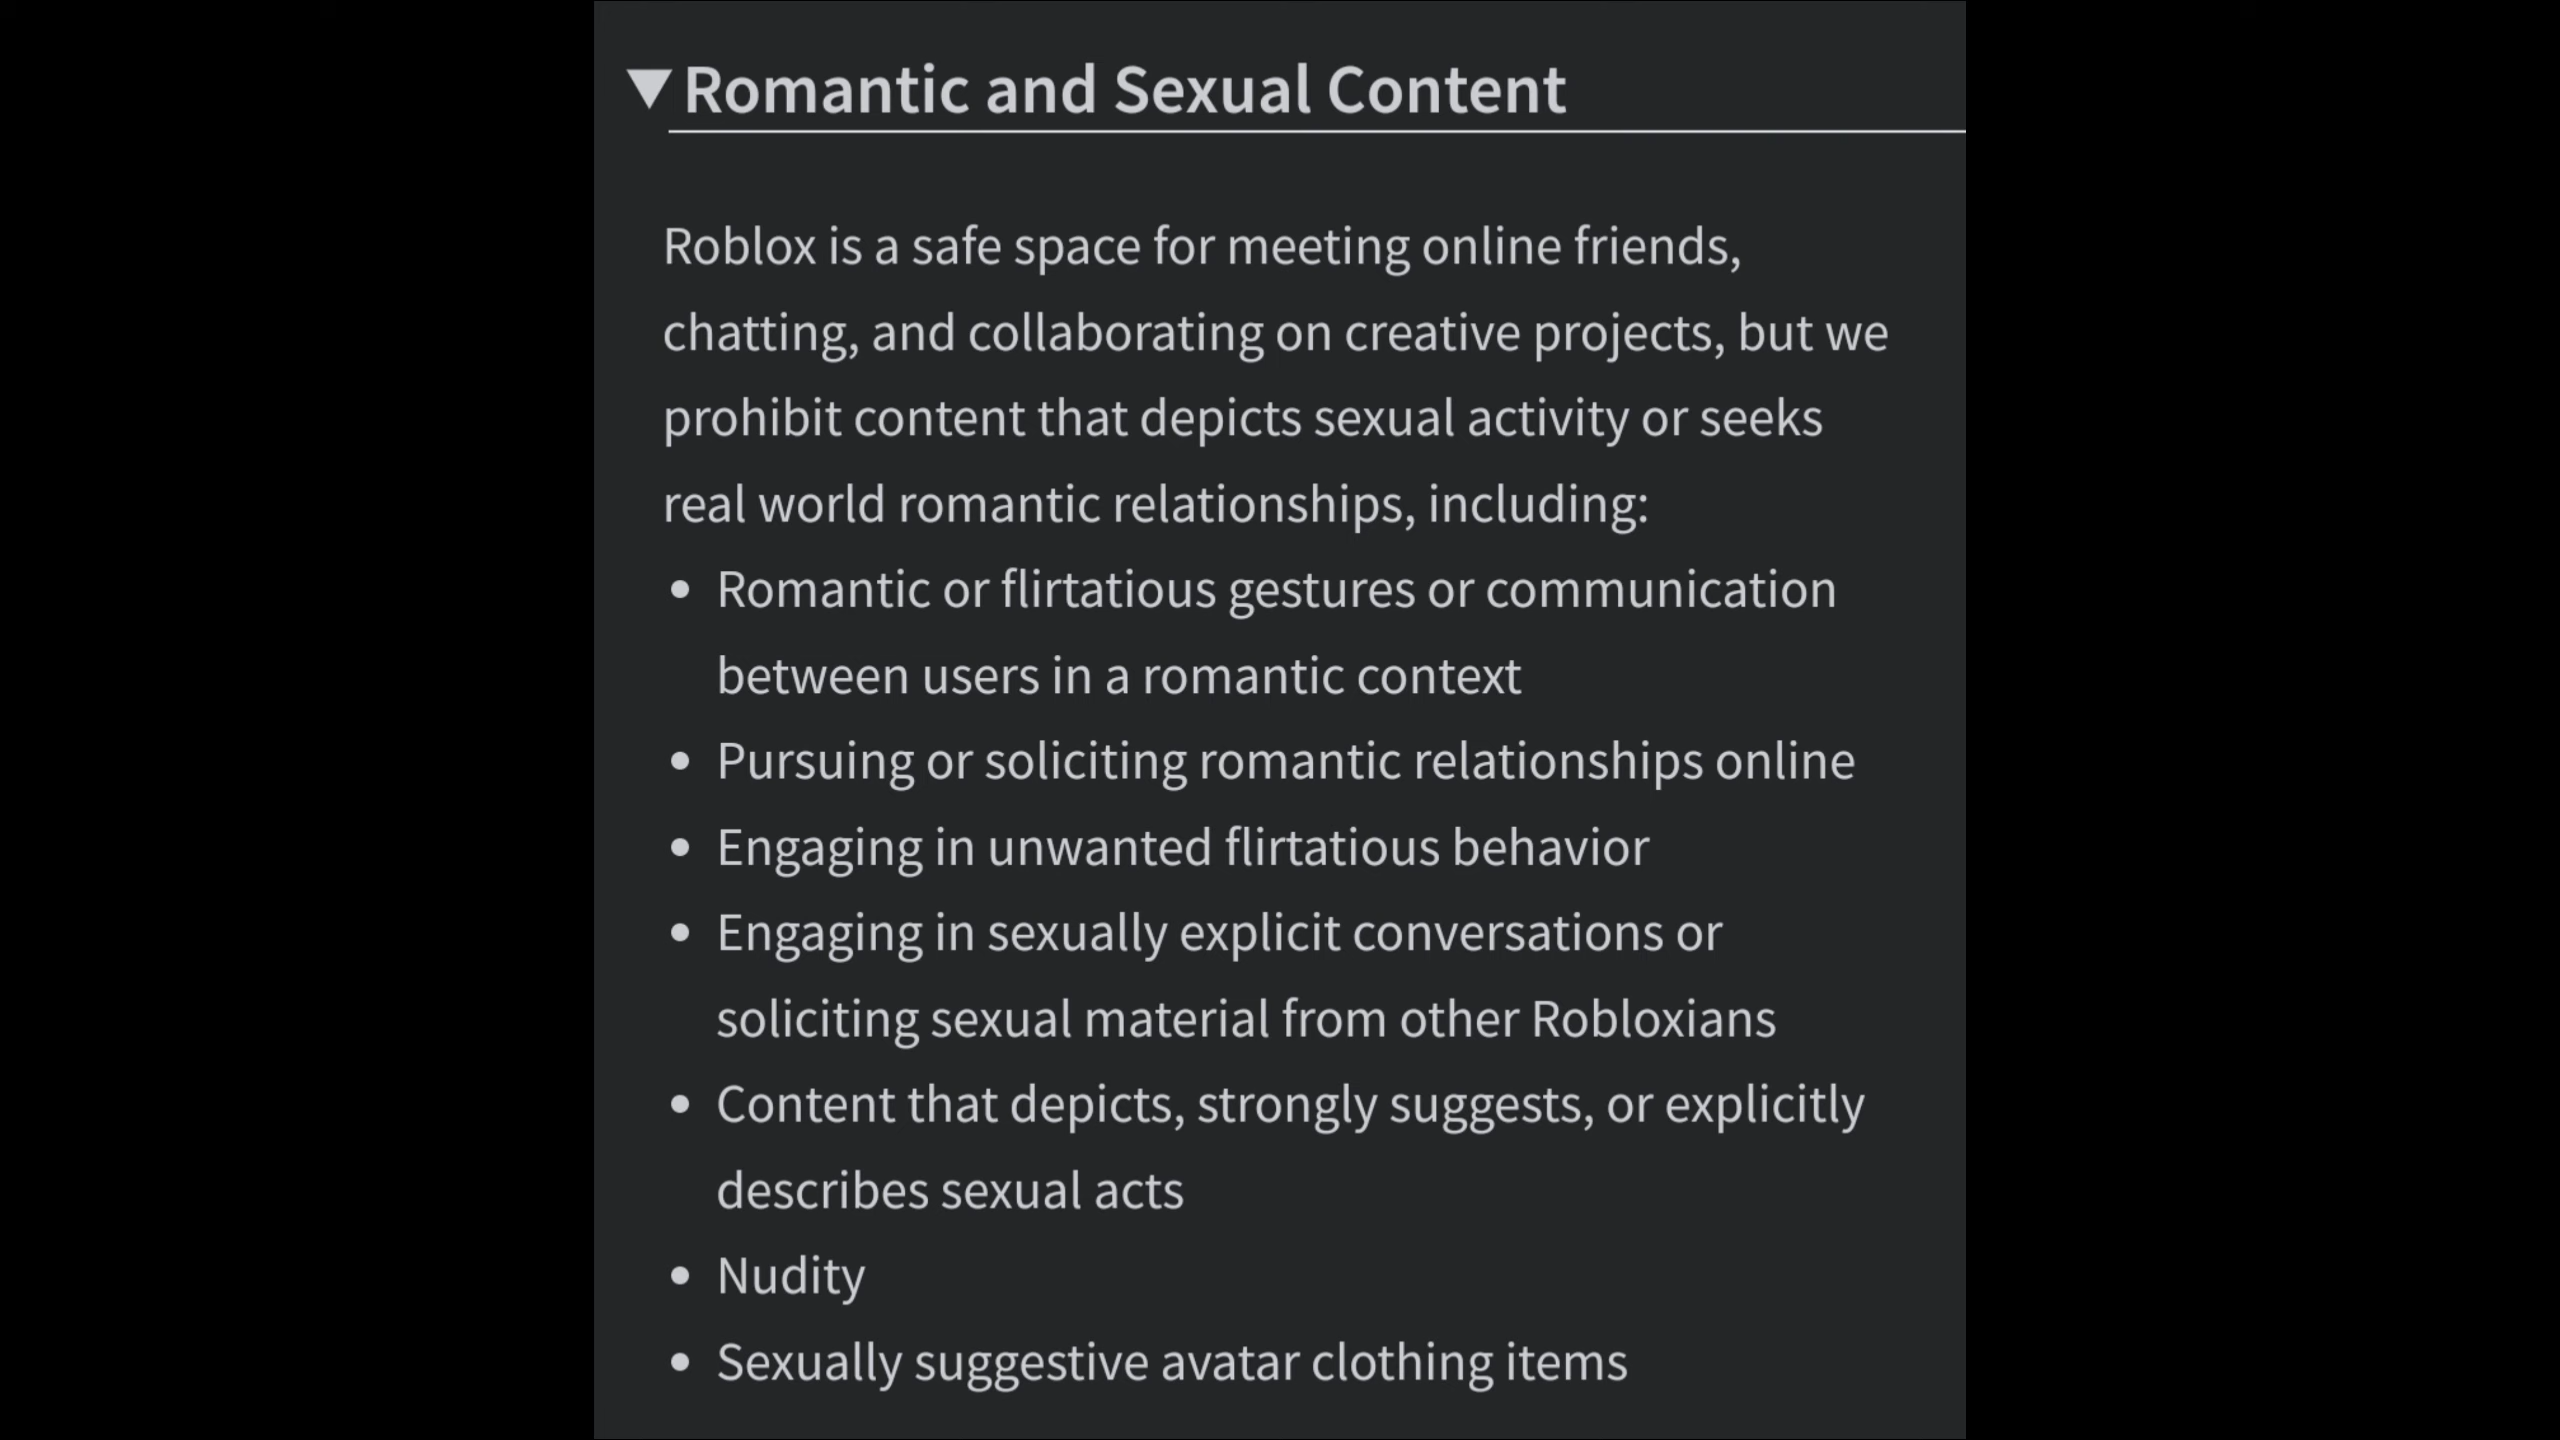 ▼ Romantic and Sexual Content
Roblox is a safe space for meeting online friends,
chatting, and collaborating on creative projects, but we
prohibit content that depicts sexual activity or seeks
real world romantic relationships, including:
• Romantic or flirtatious gestures or communication
between users in a romantic context
• Pursuing or soliciting romantic relationships online
• Engaging in unwanted flirtatious behavior
• Engaging in sexually explicit conversations or
soliciting sexual material from other Robloxians
• Content that depicts, strongly suggests, or explicitly
describes sexual acts
• Nudity
• Sexually suggestive avatar clothing items